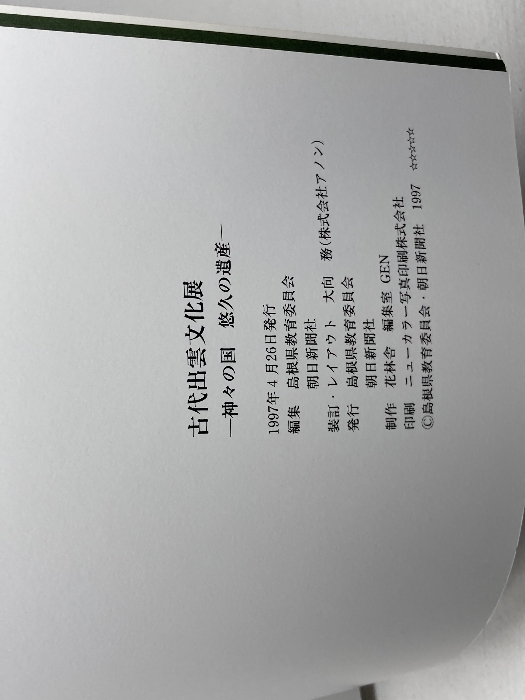 古代出雲文化展
―神々の国 悠久の遺産―
1997年4月26日発行
編集 島根県教育委員会
朝日新聞社
装訂・レイアウト 大向 務(株式会社アノン)
発行 島根県教育委員会
朝日新聞社
制作 花林舎 編集室 GEN
印刷 ニューカラー写真印刷株式会社
©島根県教育委員会・朝日新聞社 1997 ☆☆☆☆☆